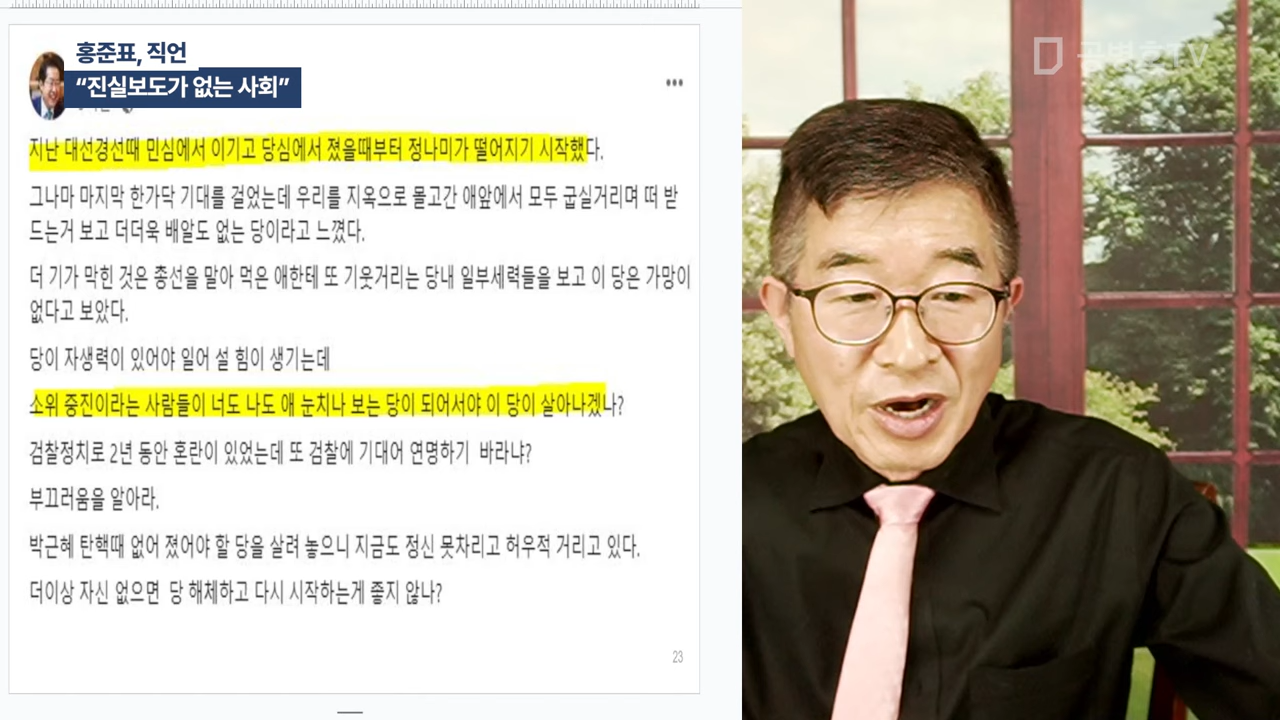 홍준표, 직언
“진실보도가 없는 사회”
공병호TV
지난 대선경선때 민심에서 이기고 당심에서 졌을때부터 정나미가 떨어지기 시작했다.
그나마 마지막 한가닥 기대를 걸었는데 우리를 지옥으로 몰고간 애앞에서 모두 굽실거리며 떠 받
드는거 보고 더더욱 배알도 없는 당이라고 느꼈다.
더 기가 막힌 것은 총선을 말아 먹은 애한테 또 기웃거리는 당내 일부세력들을 보고 이 당은 가망이
없다고 보았다.
당이 자생력이 있어야 일어 설 힘이 생기는데
소위 중진이라는 사람들이 너도 나도 애 눈치나 보는 당이 되어서야 이 당이 살아나겠나?
검찰정치로 2년 동안 혼란이 있었는데 또 검찰에 기대어 연명하기 바라냐?
부끄러움을 알아라.
박근혜 탄핵때 없어 졌어야 할 당을 살려 놓으니 지금도 정신 못차리고 허우적 거리고 있다.
더이상 자신 없으면 당 해체하고 다시 시작하는게 좋지 않나?
23